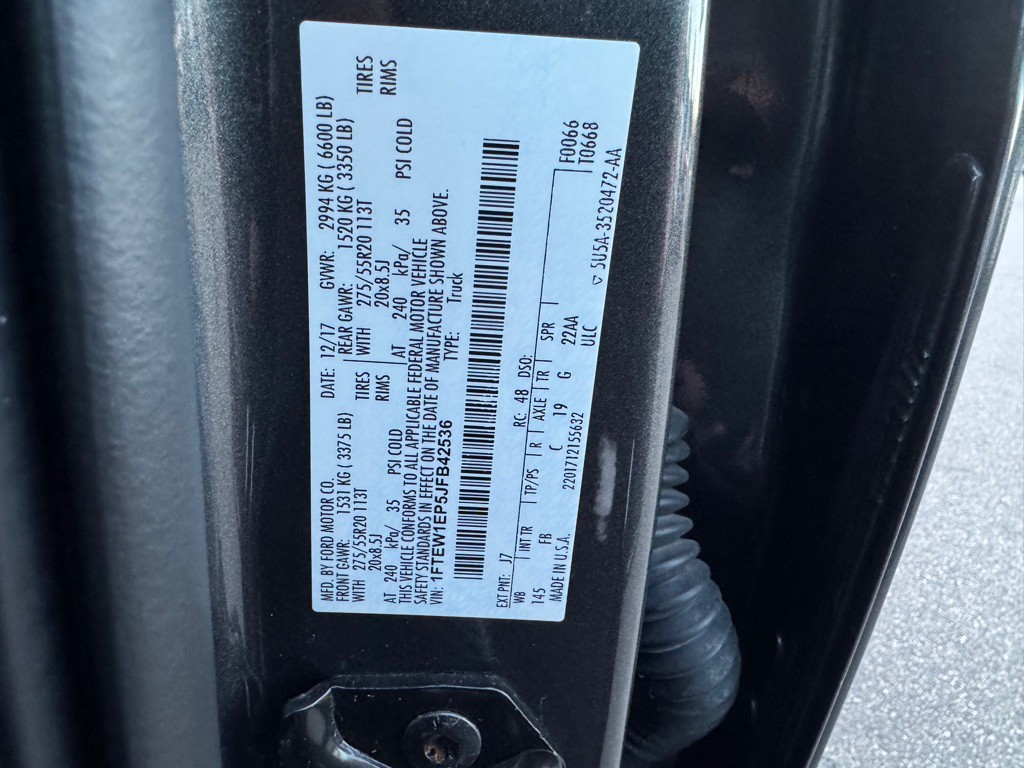 MFD. BY FORD MOTOR CO.
DATE: 12/17 GVWR: 2994 KG ( 6600 LB)
FRONT GAWR: 1531 KG ( 3375 LB) REAR GAWR: 1520 KG ( 3350 LB)
WITH 275/55R20 113T TIRES WITH 275/55R20 113T TIRES
20x8.5J RIMS 20x8.5J RIMS
AT 240 kPa/ 35 PSI COLD AT 240 kPa/ 35 PSI COLD
THIS VEHICLE CONFORMS TO ALL APPLICABLE FEDERAL MOTOR VEHICLE
SAFETY STANDARDS IN EFFECT ON THE DATE OF MANUFACTURE SHOWN ABOVE.
VIN: 1FTEW1EP5JFB42536 TYPE: Truck
EXT PNT: J7 RC: 48 DSO: F0066
WB INT TR TP/PS R AXLE TR SPR T0668
145 FB C 19 G 22AA
MADE IN U.S.A. 2201712155632 ULC
▽ 5U5A-3520472-AA